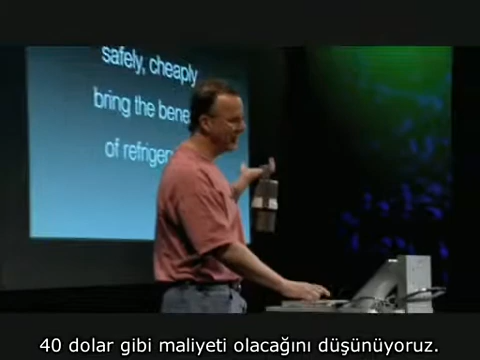 safely, cheaply
bring the bene
of refriger
40 dolar gibi maliyeti olacağını düşünüyoruz.